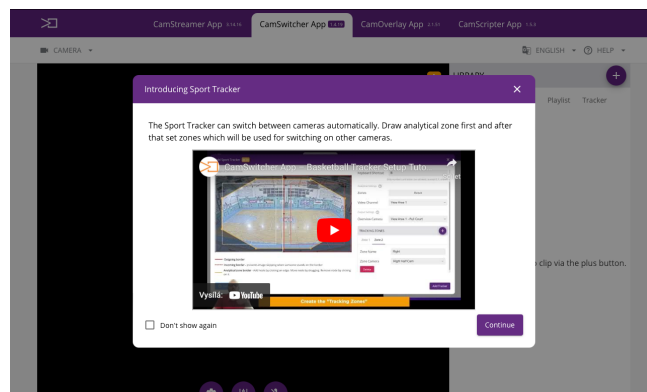 CamStreamer App
CamSwitcher App
CamOverlay App
CamScripter App
CAMERA
ENGLISH
HELP
LIBRARY
Playlist
Tracker
Introducing Sport Tracker
The Sport Tracker can switch between cameras automatically. Draw analytical zone first and after
that set zones which will be used for switching on other cameras.
CamSwitcher App - Basketball Tracker Setup Tuto
Vysílá:
YouTube
Create the "Tracking Zones"
clip via the plus button.
Don't show again
Continue